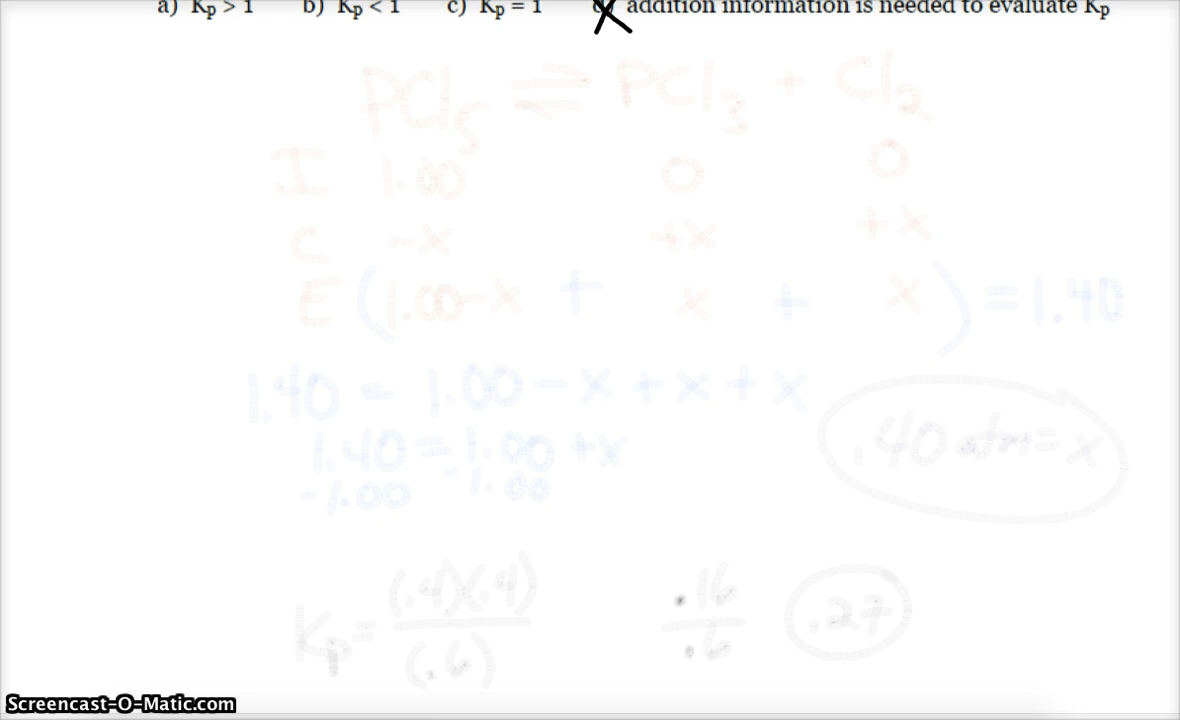 a) Kp > 1 b) Kp < 1 c) Kp = 1 addition information is needed to evaluate Kp
PCl5 ⇌ PCl3 + Cl2
I 1.00 0 0
C -x +x +x
E (1.00-x + x + x) = 1.40
1.40 = 1.00 - x + x + x
.40 atm = x
1.40 = 1.00 + x
-1.00 -1.00
Kp = (.4)(.4) / (.6) .16 / .6 .27
Screencast-O-Matic.com